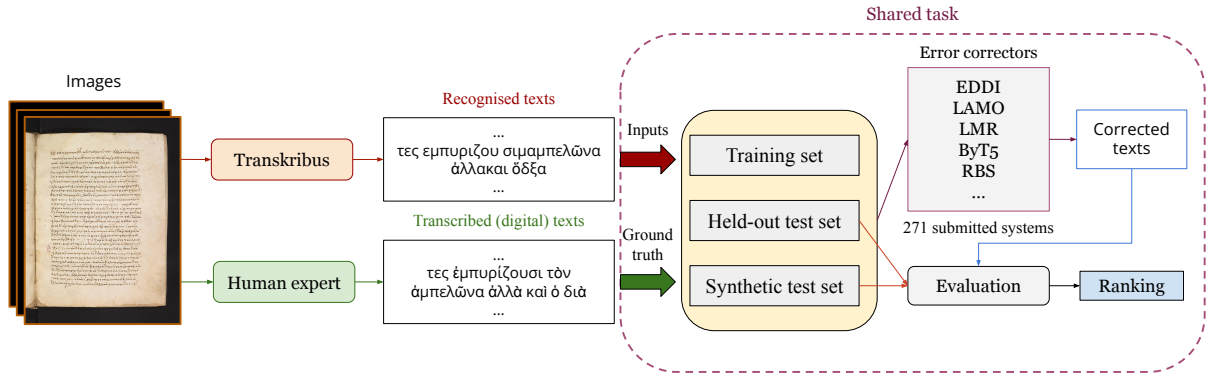 Shared task
Images
Recognised texts
Transkribus
...
τες εμπυριζου σιμαμπελῶνα
ἀλλακαι ὅδξα
...
Transcribed (digital) texts
Human expert
...
τες ἐμπυρίζουσι τὸν
ἀμπελῶνα ἀλλὰ καὶ ὁ διὰ
...
Inputs
Ground
truth
Training set
Held-out test set
Synthetic test set
Error correctors
EDDI
LAMO
LMR
ByT5
RBS
...
271 submitted systems
Corrected
texts
Evaluation
Ranking